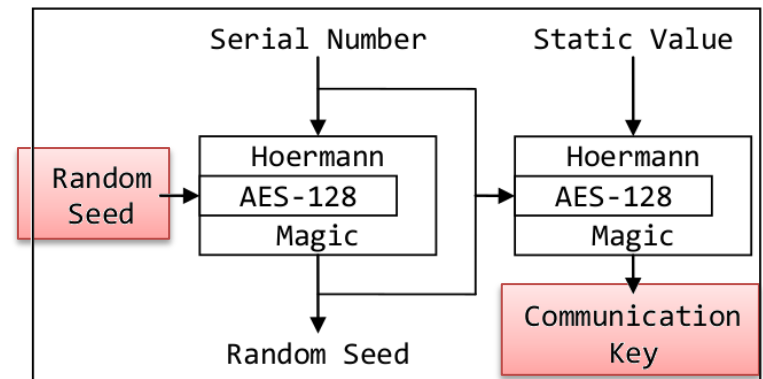 Serial Number
Static Value
Random
Seed
Hoermann
AES-128
Magic
Hoermann
AES-128
Magic
Random Seed
Communication
Key